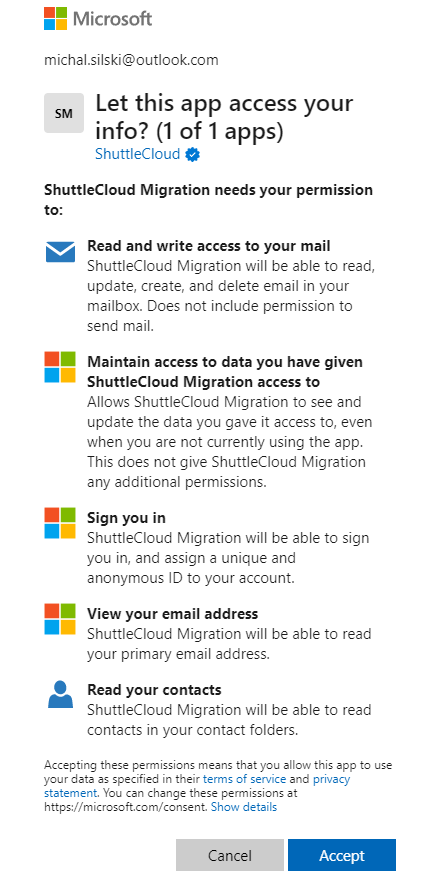 Microsoft
michal.silski@outlook.com
SM
Let this app access your
info? (1 of 1 apps)
ShuttleCloud
ShuttleCloud Migration needs your permission
to:
Read and write access to your mail
ShuttleCloud Migration will be able to read,
update, create, and delete email in your
mailbox. Does not include permission to
send mail.
Maintain access to data you have given
ShuttleCloud Migration access to
Allows ShuttleCloud Migration to see and
update the data you gave it access to, even
when you are not currently using the app.
This does not give ShuttleCloud Migration
any additional permissions.
Sign you in
ShuttleCloud Migration will be able to sign
you in, and assign a unique and
anonymous ID to your account.
View your email address
ShuttleCloud Migration will be able to read
your primary email address.
Read your contacts
ShuttleCloud Migration will be able to read
contacts in your contact folders.
Accepting these permissions means that you allow this app to use
your data as specified in their terms of service and privacy
statement. You can change these permissions at
https://microsoft.com/consent. Show details
Cancel
Accept